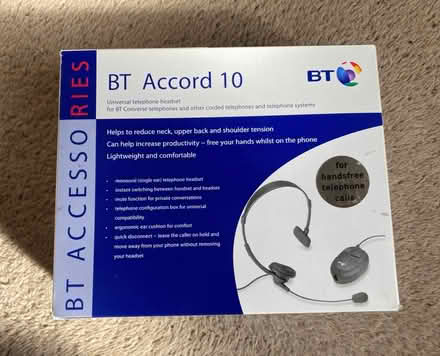 BT ACCESSORIES
BT Accord 10
BT
Universal telephone headset
for BT Converse telephones and other corded telephones and telephone systems
Helps to reduce neck, upper back and shoulder tension
Can help increase productivity – free your hands whilst on the phone
Lightweight and comfortable
• monaural (single ear) telephone headset
• instant switching between handset and headset
• mute function for private conversations
• telephone configuration box for universal
compatibility
• ergonomic ear cushion for comfort
• quick disconnect – leave the caller on hold and
move away from your phone without removing
your headset
for
handsfree
telephone
calls